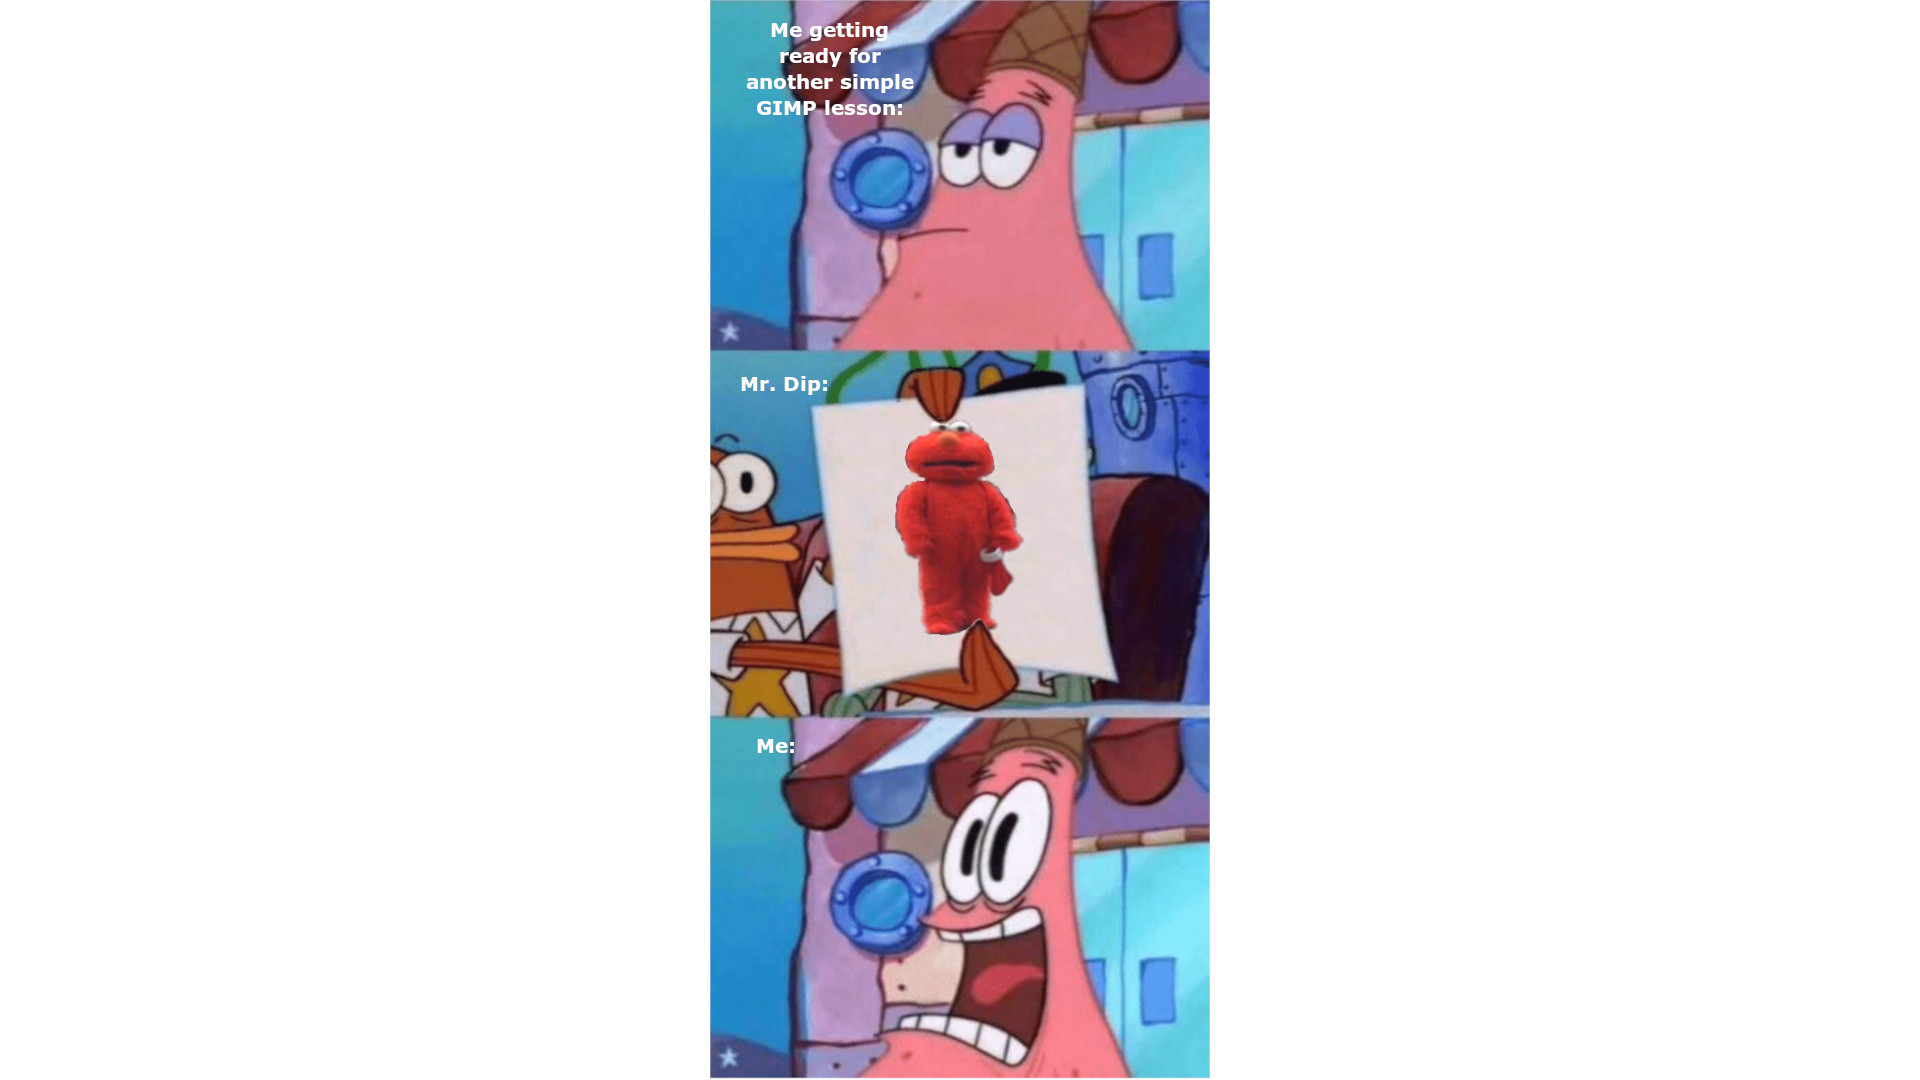 Me getting
ready for
another simple
GIMP lesson:
Mr. Dip:
Me: